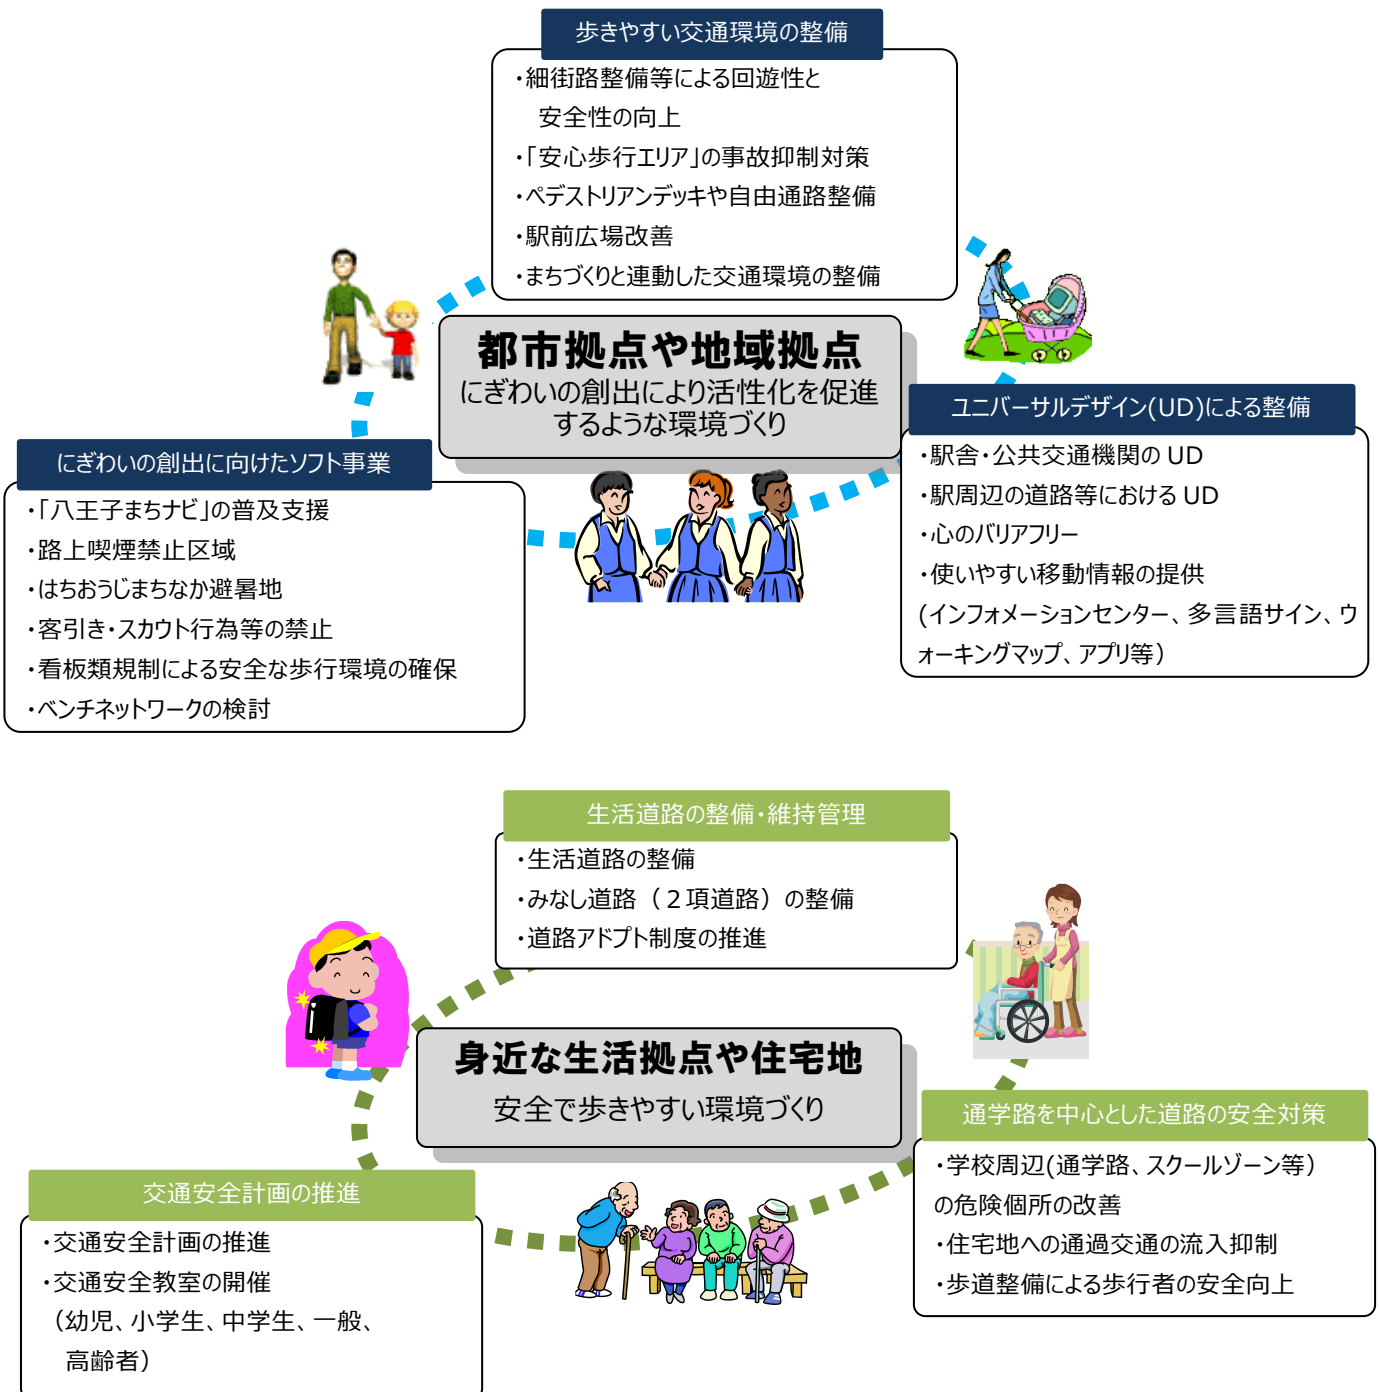 歩きやすい交通環境の整備
・細街路整備等による回遊性と
安全性の向上
・「安心歩行エリア」の事故抑制対策
・ペデストリアンデッキや自由通路整備
・駅前広場改善
・まちづくりと連動した交通環境の整備
都市拠点や地域拠点
にぎわいの創出により活性化を促進
するような環境づくり
ユニバーサルデザイン(UD)による整備
・駅舎・公共交通機関の UD
・駅周辺の道路等における UD
・心のバリアフリー
・使いやすい移動情報の提供
(インフォメーションセンター、多言語サイン、ウ
ォーキングマップ、アプリ等）
にぎわいの創出に向けたソフト事業
・「八王子まちナビ」の普及支援
・路上喫煙禁止区域
・はちおうじまちなか避暑地
・客引き・スカウト行為等の禁止
・看板類規制による安全な歩行環境の確保
・ベンチネットワークの検討
生活道路の整備・維持管理
・生活道路の整備
・みなし道路（２項道路）の整備
・道路アドプト制度の推進
身近な生活拠点や住宅地
安全で歩きやすい環境づくり
通学路を中心とした道路の安全対策
・学校周辺(通学路、スクールゾーン等）
の危険個所の改善
・住宅地への通過交通の流入抑制
・歩道整備による歩行者の安全向上
交通安全計画の推進
・交通安全計画の推進
・交通安全教室の開催
（幼児、小学生、中学生、一般、
高齢者）